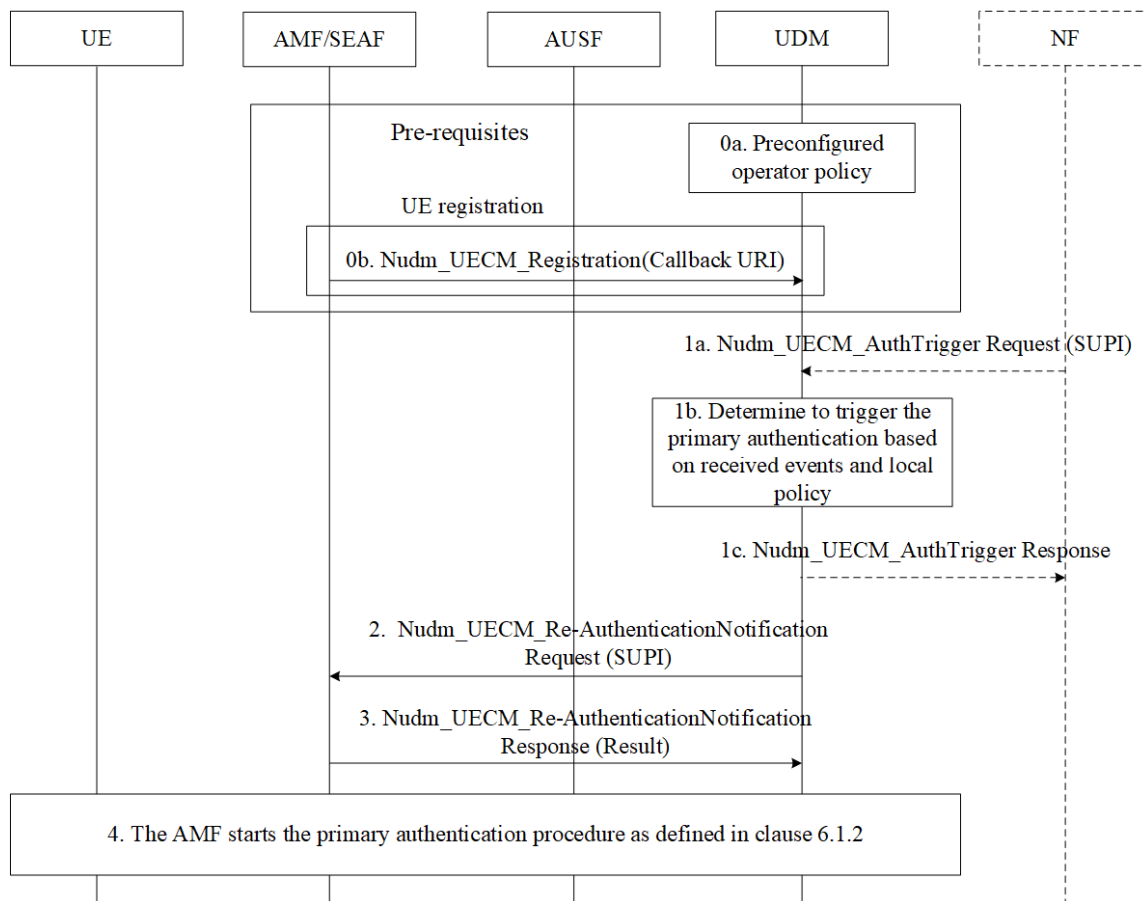 UE
AMF/SEAF
AUSF
UDM
NF
Pre-requisites
0a. Preconfigured
operator policy
UE registration
0b. Nudm_UECM_Registration(Callback URI)
1a. Nudm_UECM_AuthTrigger Request (SUPI)
1b. Determine to trigger the
primary authentication based
on received events and local
policy
1c. Nudm_UECM_AuthTrigger Response
2. Nudm_UECM_Re-AuthenticationNotification
Request (SUPI)
3. Nudm_UECM_Re-AuthenticationNotification
Response (Result)
4. The AMF starts the primary authentication procedure as defined in clause 6.1.2